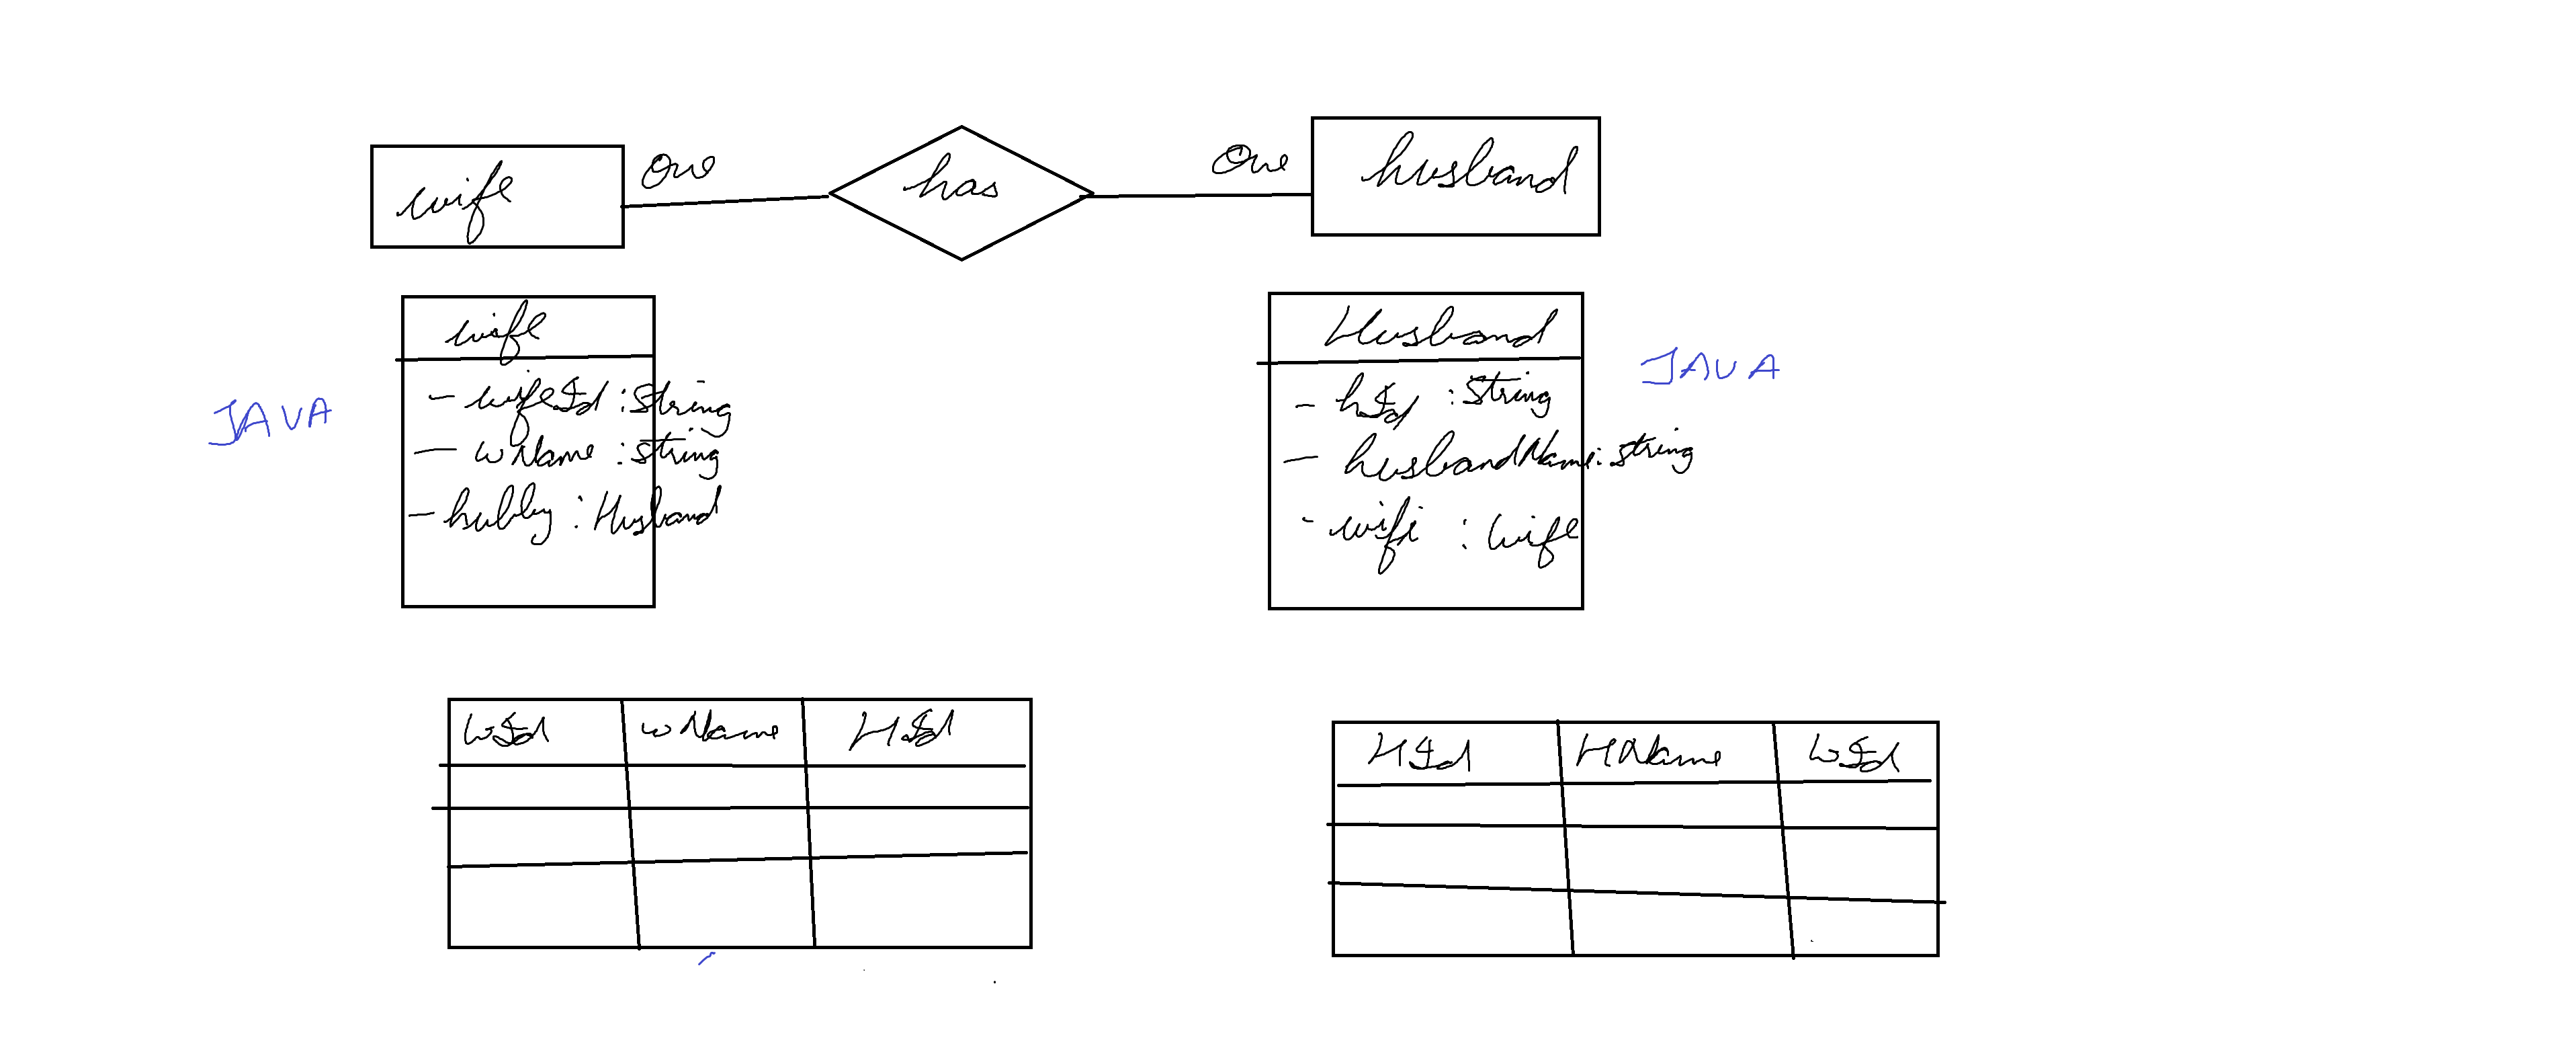 wife One has One husband
wife
- wifeId : String
- wName : string
- hubby : Husband
JAVA
Husband
- hId : String
- husbandName : string
- wife : Wife
JAVA
WId wName HId
HId HName WId